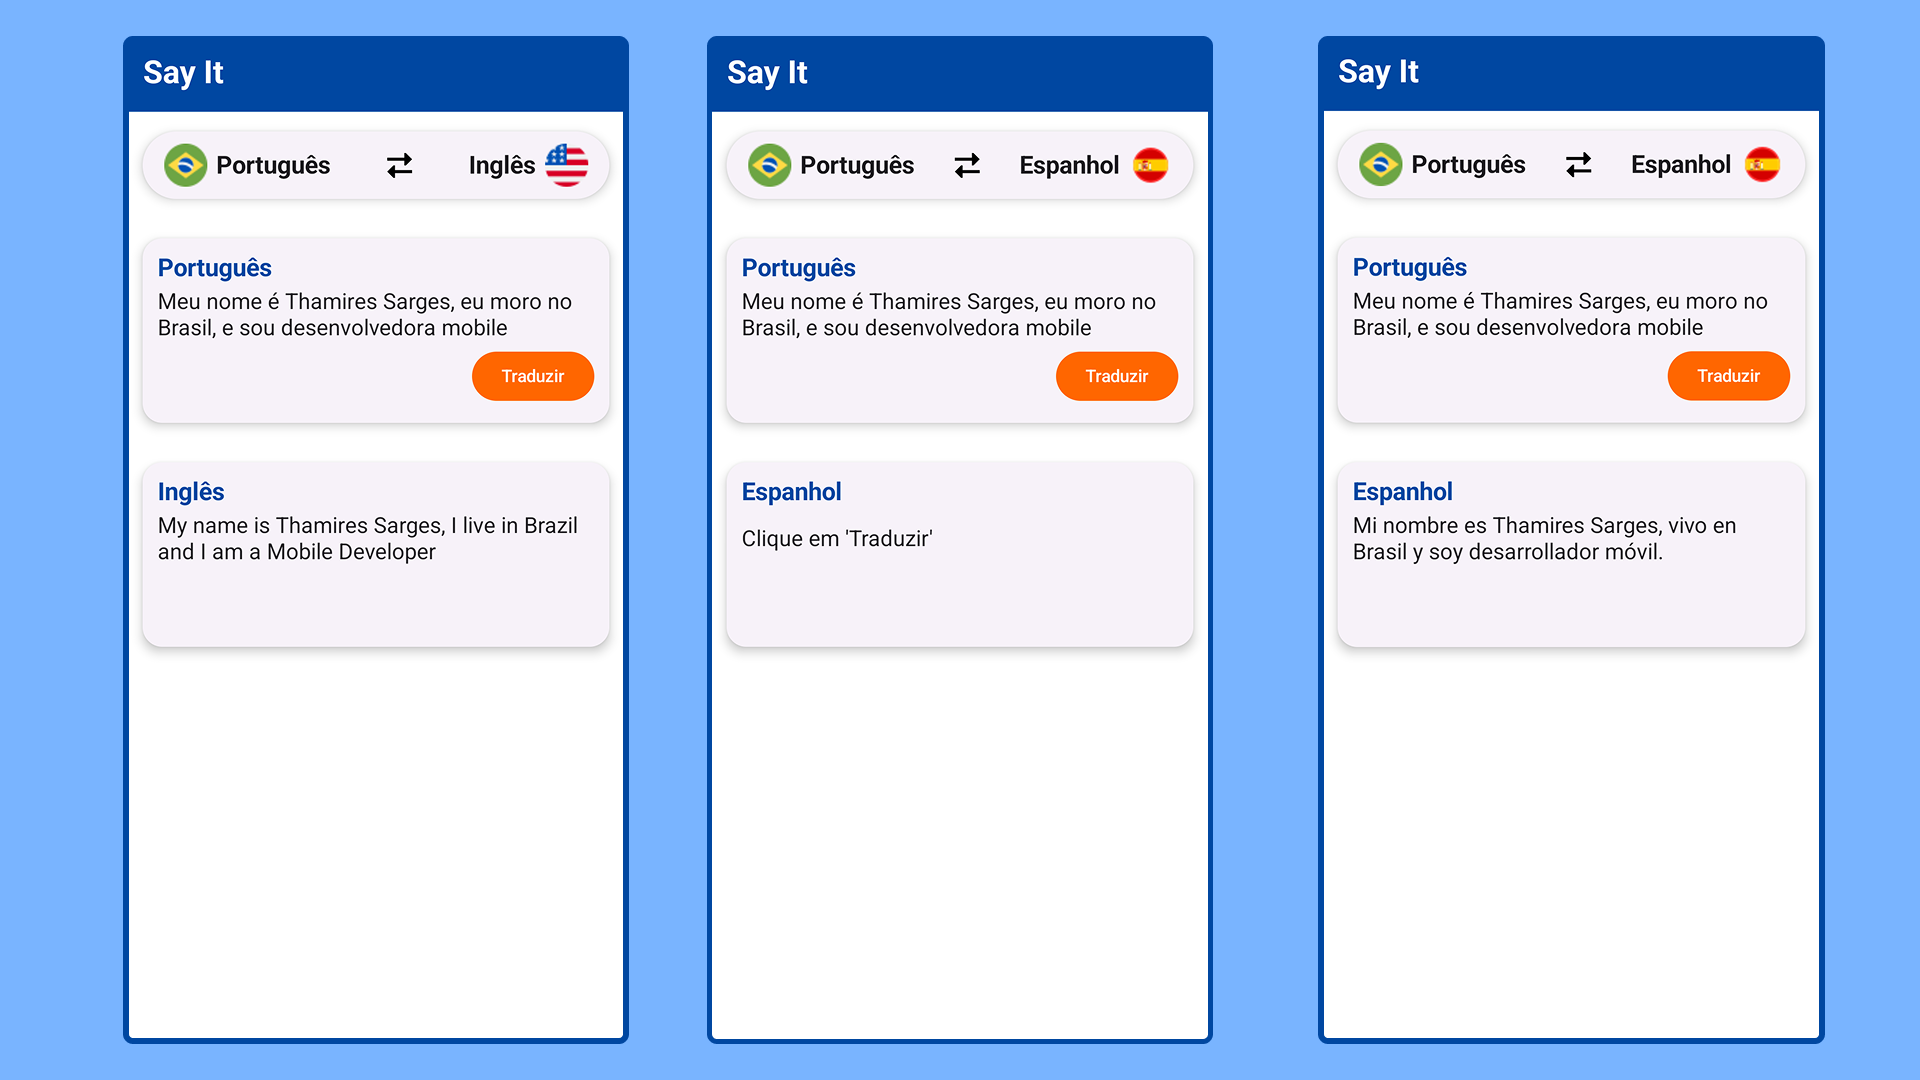 Say It
Português
Inglês
Português
Meu nome é Thamires Sarges, eu moro no
Brasil, e sou desenvolvedora mobile
Traduzir
Inglês
My name is Thamires Sarges, I live in Brazil
and I am a Mobile Developer
Say It
Português
Espanhol
Português
Meu nome é Thamires Sarges, eu moro no
Brasil, e sou desenvolvedora mobile
Traduzir
Espanhol
Clique em 'Traduzir'
Say It
Português
Espanhol
Português
Meu nome é Thamires Sarges, eu moro no
Brasil, e sou desenvolvedora mobile
Traduzir
Espanhol
Mi nombre es Thamires Sarges, vivo en
Brasil y soy desarrollador móvil.